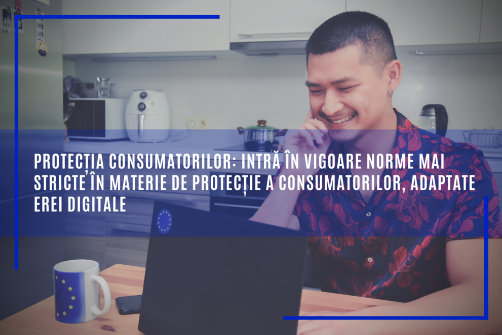 PROTECȚIA CONSUMATORILOR: INTRĂ ÎN VIGOARE NORME MAI
STRICTE ÎN MATERIE DE PROTECȚIE A CONSUMATORILOR, ADAPTATE
EREI DIGITALE